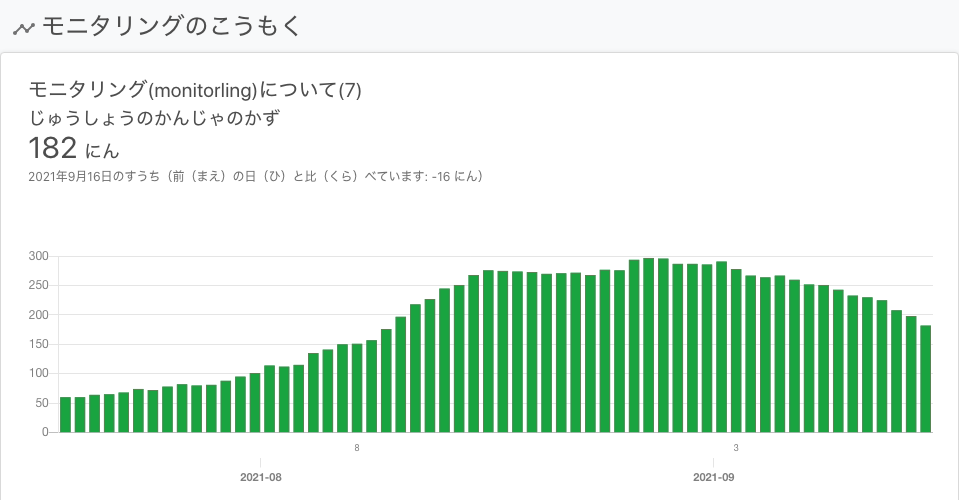 モニタリングのこうもく
モニタリング(monitorling)について(7)
じゅうしょうのかんじゃのかず
182 にん
2021年9月16日のすうち（前（まえ）の日（ひ）と比（くら）べています: -16 にん）
300
250
200
150
100
50
0
8
3
2021-08
2021-09